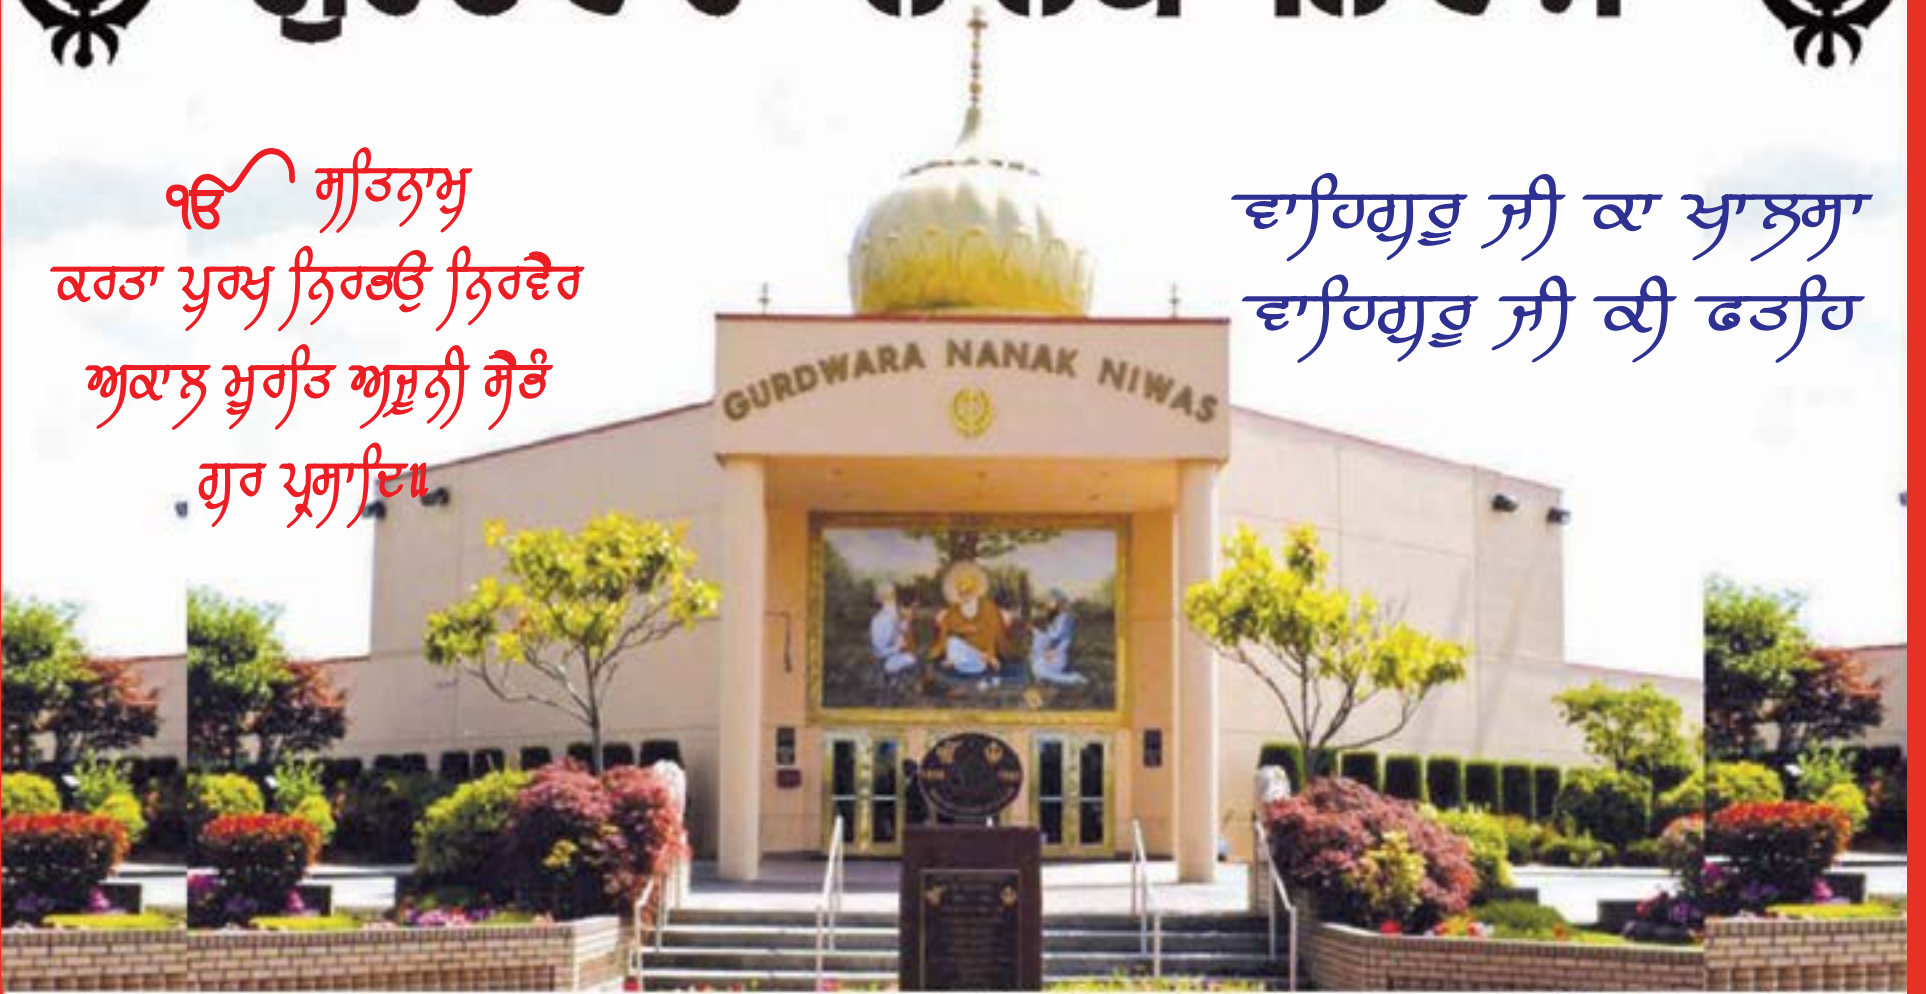 ੴ ਸਤਿਨਾਮੁ
ਕਰਤਾ ਪੁਰਖੁ ਨਿਰਭਉ ਨਿਰਵੈਰ
ਅਕਾਲ ਮੂਰਤਿ ਅਜੂਨੀ ਸੈਭੰ
ਗੁਰ ਪ੍ਰਸਾਦਿ॥
ਵਾਹਿਗੁਰੂ ਜੀ ਕਾ ਖਾਲਸਾ
ਵਾਹਿਗੁਰੂ ਜੀ ਕੀ ਫਤਹਿ
GURDWARA NANAK NIWAS